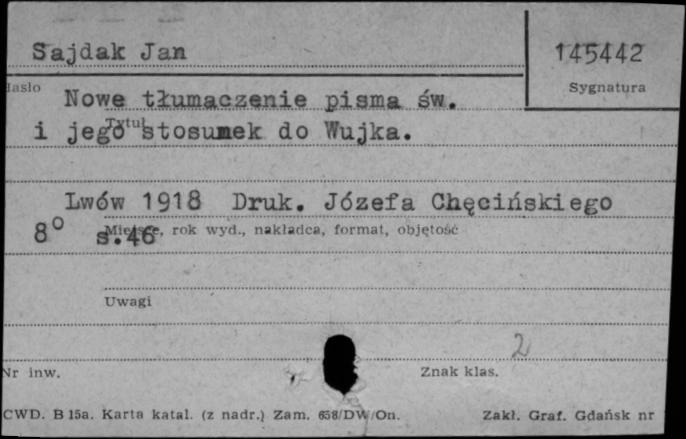 Sajdak Jan
145442
Hasło
Sygnatura
Nowe tłumaczenie pisma św.
Tytuł
i jego stosunek do Wujka.
Lwów 1918 Druk. Józefa Chęcińskiego
8° s.46
Miejsce, rok wyd., nakładca, format, objętość
Uwagi
2
Nr inw.
Znak klas.
CWD. B 15a. Karta katal. (z nadr.) Zam. 658/DW/On.
Zakł. Graf. Gdańsk nr